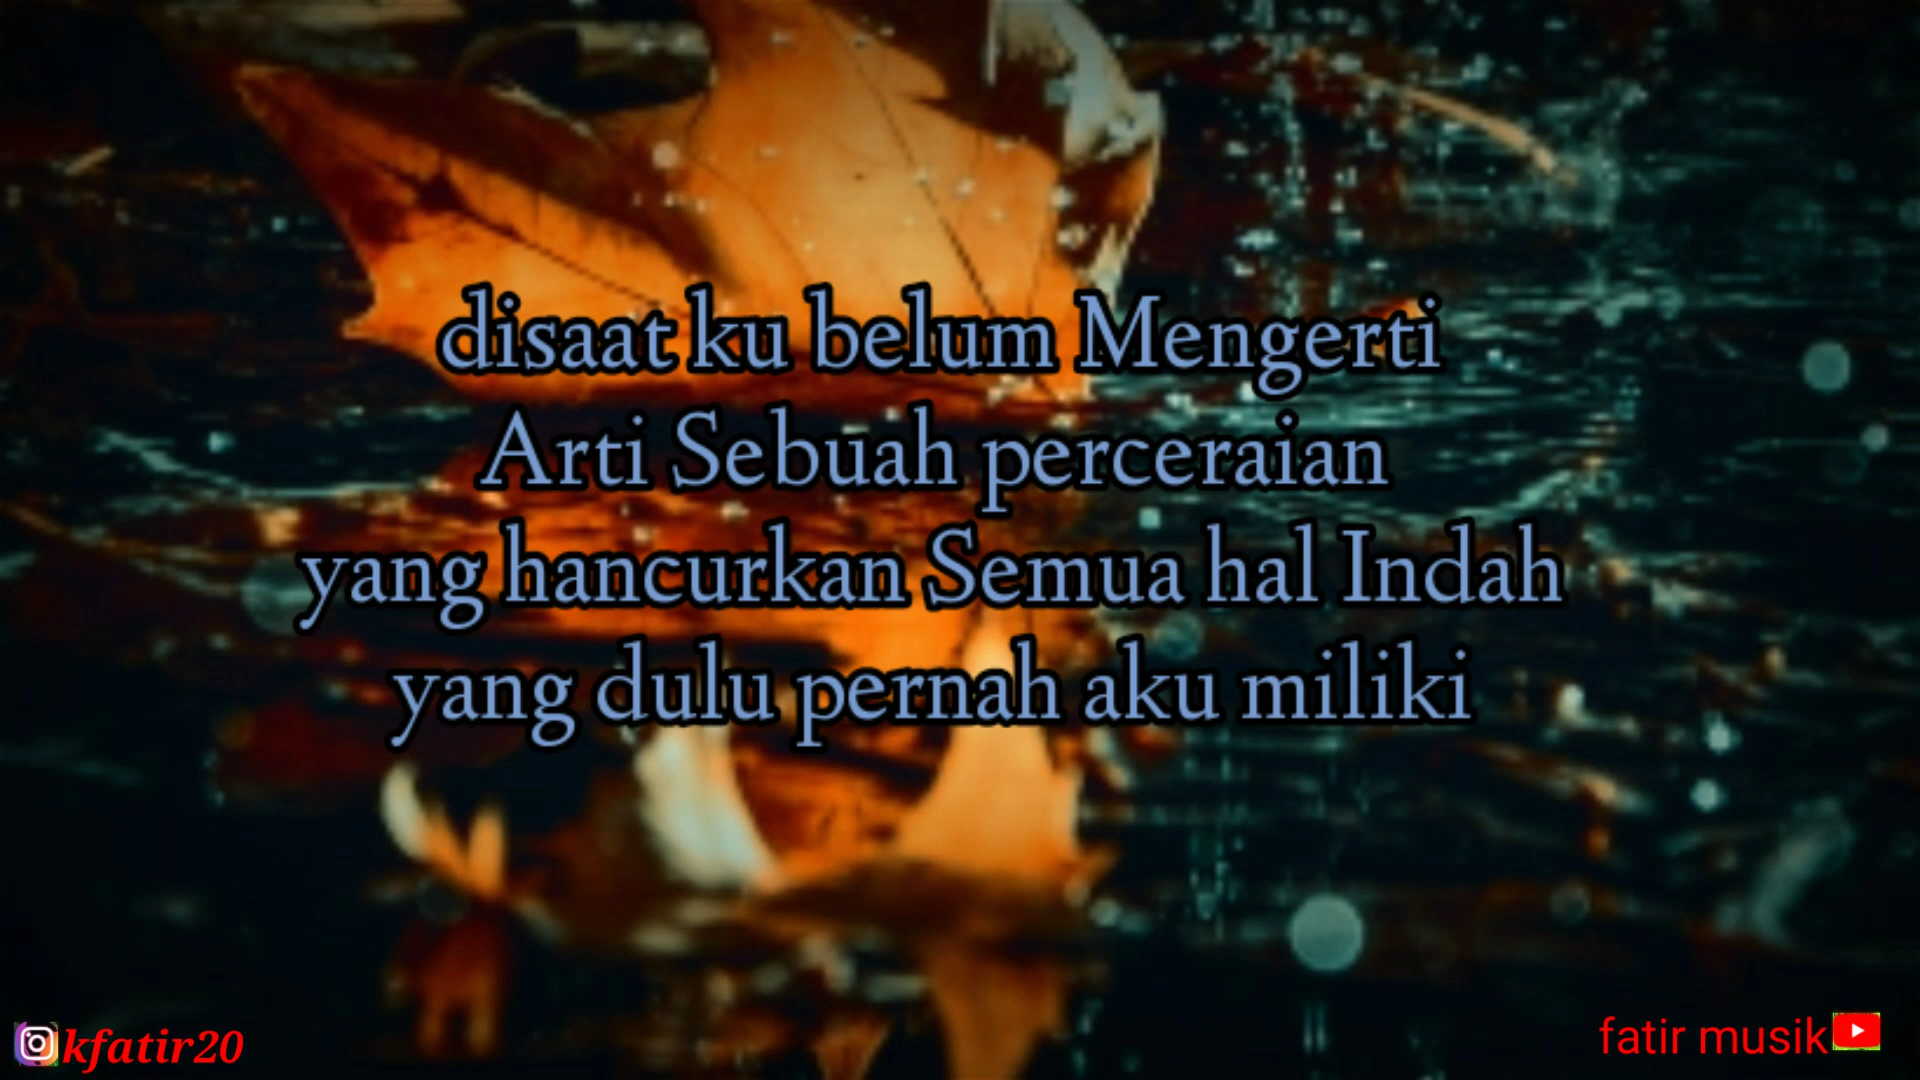 disaat ku belum Mengerti
Arti Sebuah perceraian
yang hancurkan Semua hal Indah
yang dulu pernah aku miliki
kfatir20
fatir musik